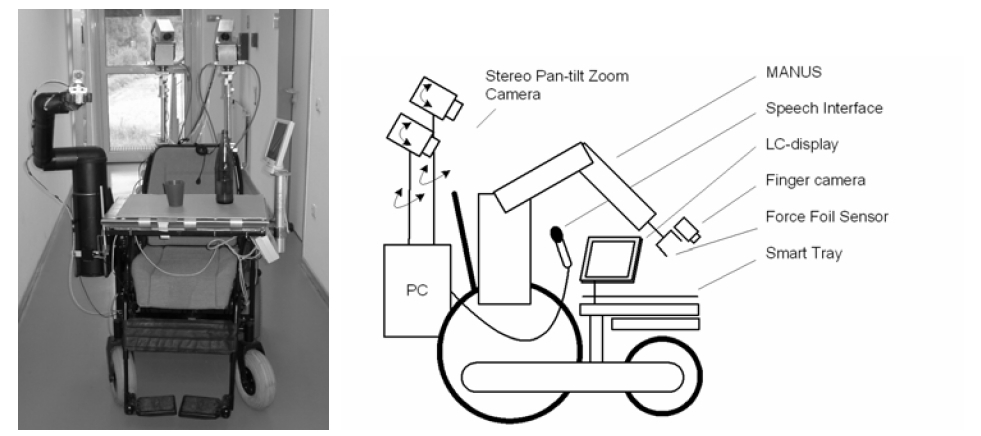 Stereo Pan-tilt Zoom
Camera
MANUS
Speech Interface
LC-display
Finger camera
Force Foil Sensor
Smart Tray
PC